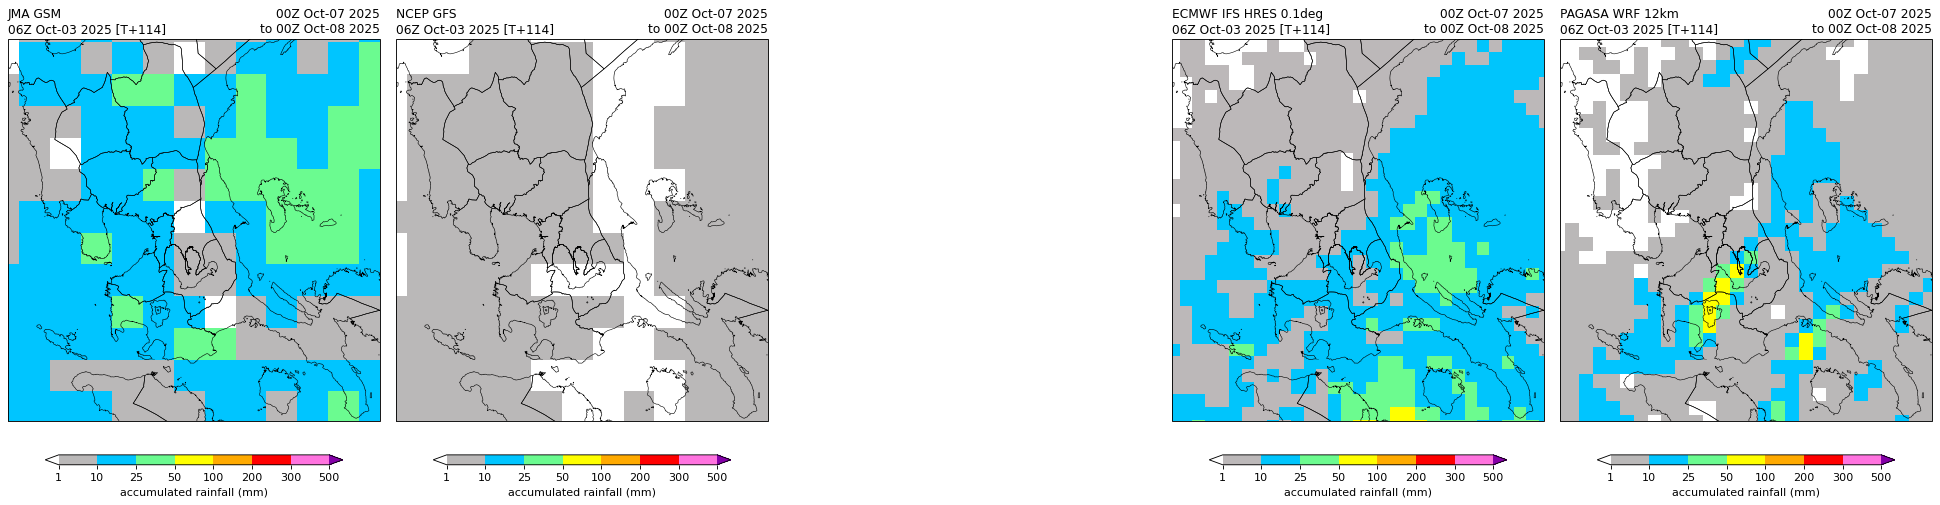 JMA GSM 00Z Oct-07 2025
06Z Oct-03 2025 [T+114] to 00Z Oct-08 2025
1 10 25 50 100 200 300 500
accumulated rainfall (mm)
NCEP GFS 00Z Oct-07 2025
06Z Oct-03 2025 [T+114] to 00Z Oct-08 2025
1 10 25 50 100 200 300 500
accumulated rainfall (mm)
ECMWF IFS HRES 0.1deg 00Z Oct-07 2025
06Z Oct-03 2025 [T+114] to 00Z Oct-08 2025
1 10 25 50 100 200 300 500
accumulated rainfall (mm)
PAGASA WRF 12km 00Z Oct-07 2025
06Z Oct-03 2025 [T+114] to 00Z Oct-08 2025
1 10 25 50 100 200 300 500
accumulated rainfall (mm)